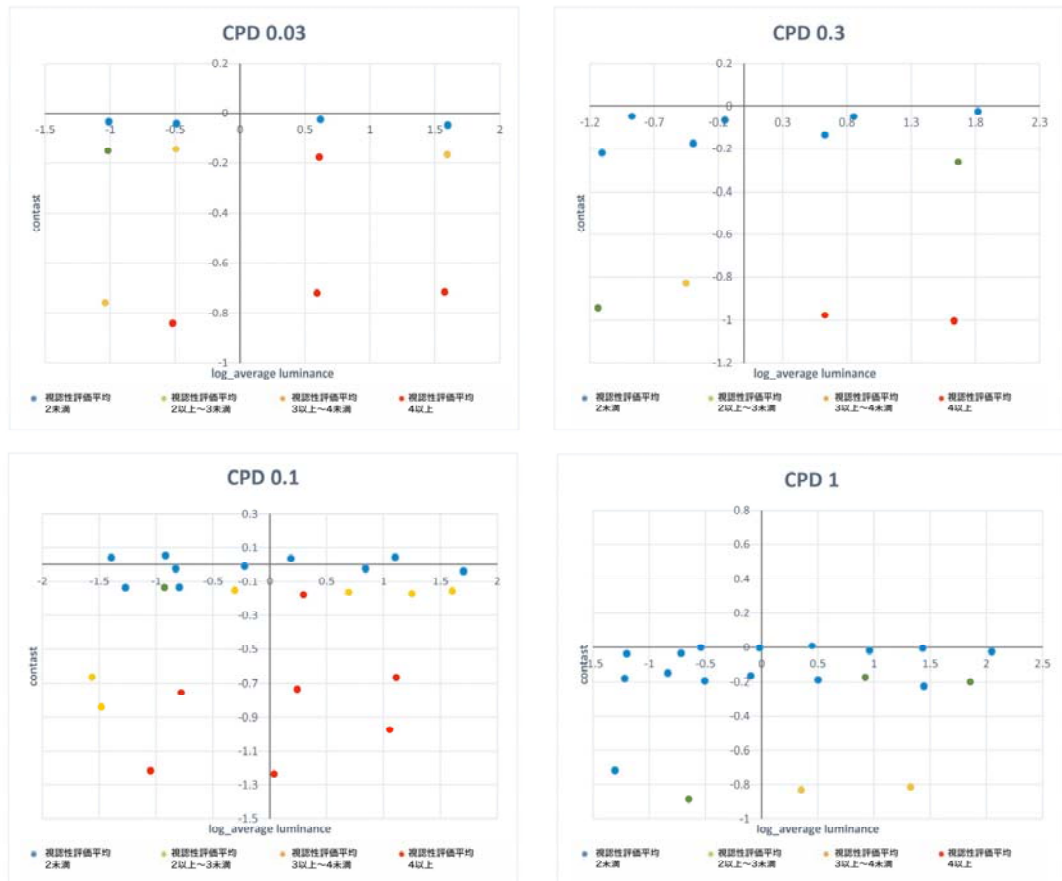 CPD 0.03
0.2
0
-1.5
-1
-0.5
0
0.5
1
1.5
2
-0.2
-0.4
-0.6
-0.8
-1
contast
log_average luminance
視認性評価平均
2未満
視認性評価平均
2以上～3未満
視認性評価平均
3以上～4未満
視認性評価平均
4以上
CPD 0.3
0.2
0
-1.2
-0.7
-0.2
0.3
0.8
1.3
1.8
2.3
-0.2
-0.4
-0.6
-0.8
-1
-1.2
contast
log_average luminance
視認性評価平均
2未満
視認性評価平均
2以上～3未満
視認性評価平均
3以上～4未満
視認性評価平均
4以上
CPD 0.1
0.3
0.1
-2
-1.5
-1
-0.5
0
0.5
1
1.5
2
-0.1
-0.3
-0.5
-0.7
-0.9
-1.1
-1.3
-1.5
contast
log_average luminance
視認性評価平均
2未満
視認性評価平均
2以上～3未満
視認性評価平均
3以上～4未満
視認性評価平均
4以上
CPD 1
0.8
0.6
0.4
0.2
0
1.5
-1
-0.5
0
0.5
1
1.5
2
2.5
-0.2
-0.4
-0.6
-0.8
-1
contast
log_average luminance
視認性評価平均
2未満
視認性評価平均
2以上～3未満
視認性評価平均
3以上～4未満
視認性評価平均
4以上